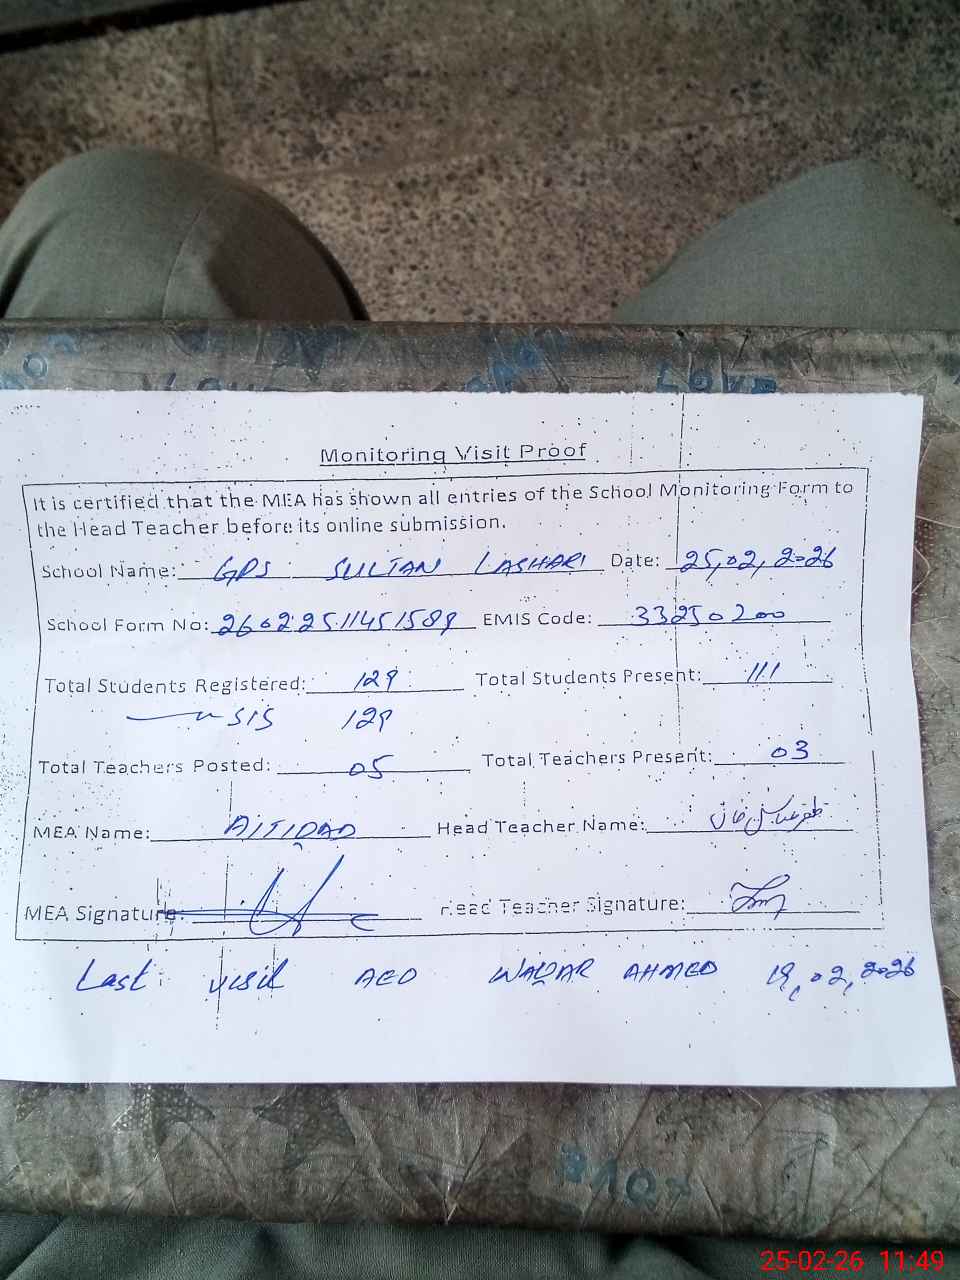 LOVE
Monitoring Visit Proof
It is certified that the MEA has shown all entries of the School Monitoring Form to
the Head Teacher before its online submission.
School Name: GPS SULTAN LASHARI Date: 25,02,2026
School Form No: 26022511451589 EMIS Code: 33250200
Total Students Registered: 129 Total Students Present: 111
SIS 129
Total Teachers Posted: 05 Total Teachers Present: 03
MEA Name: AITIDAD Head Teacher Name:
MEA Signature: Head Teacher Signature:
Last visit AEO WAQAR AHMED 19,02,2026
LOVE
25-02-26 11:49